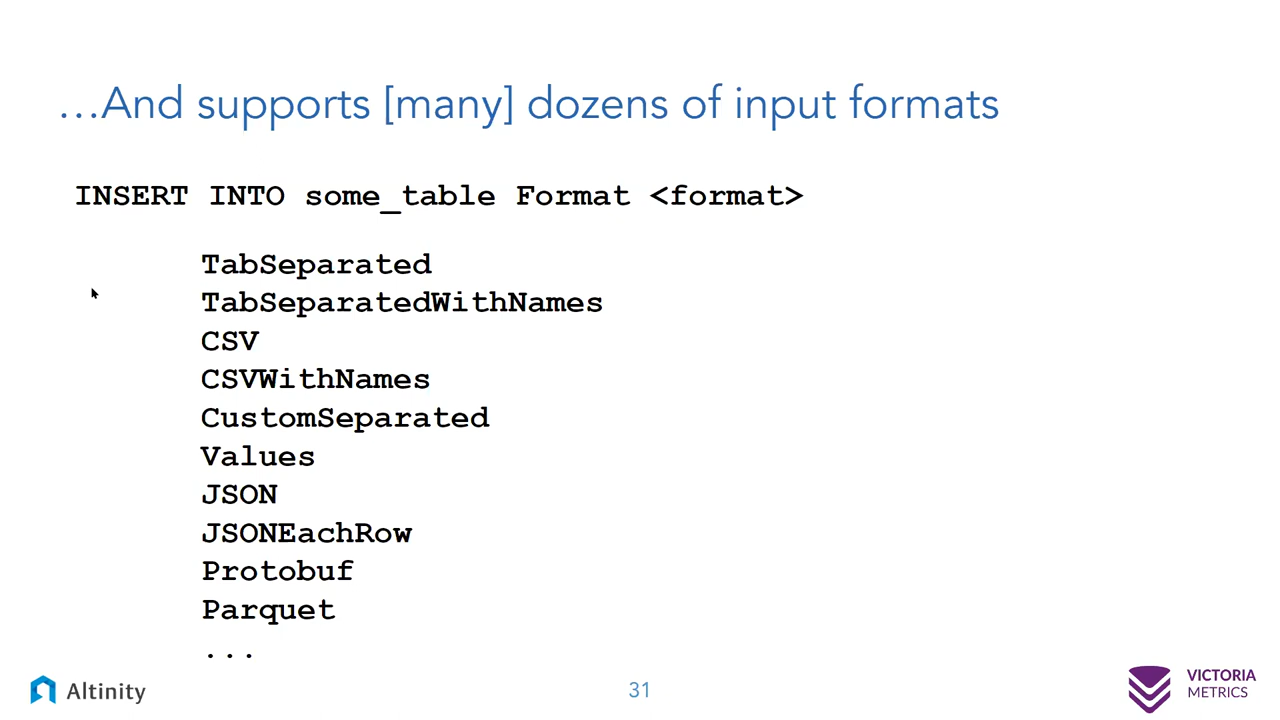 …And supports [many] dozens of input formats
INSERT INTO some_table Format <format>
TabSeparated
TabSeparatedWithNames
CSV
CSVWithNames
CustomSeparated
Values
JSON
JSONEachRow
Protobuf
Parquet
...
Altinity
31
VICTORIA
METRICS